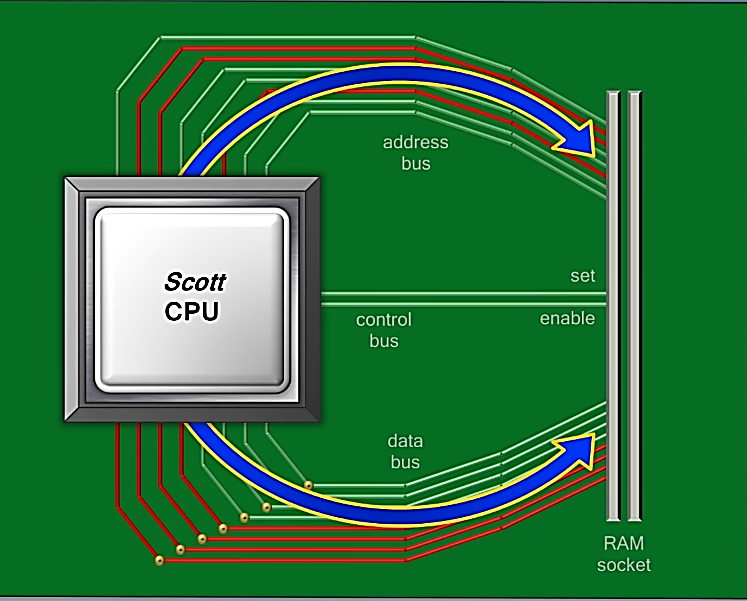 address
bus
Scott
CPU
set
control
bus
enable
data
bus
RAM
socket